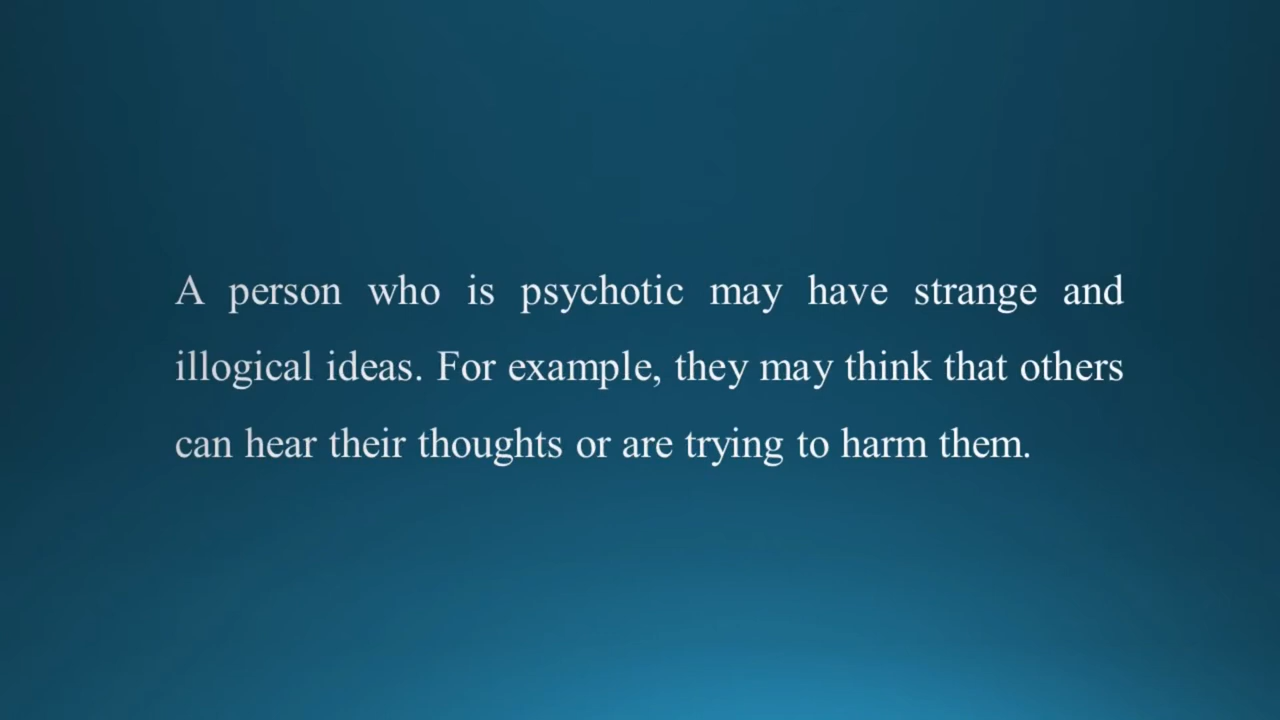 A person who is psychotic may have strange and
illogical ideas. For example, they may think that others
can hear their thoughts or are trying to harm them.